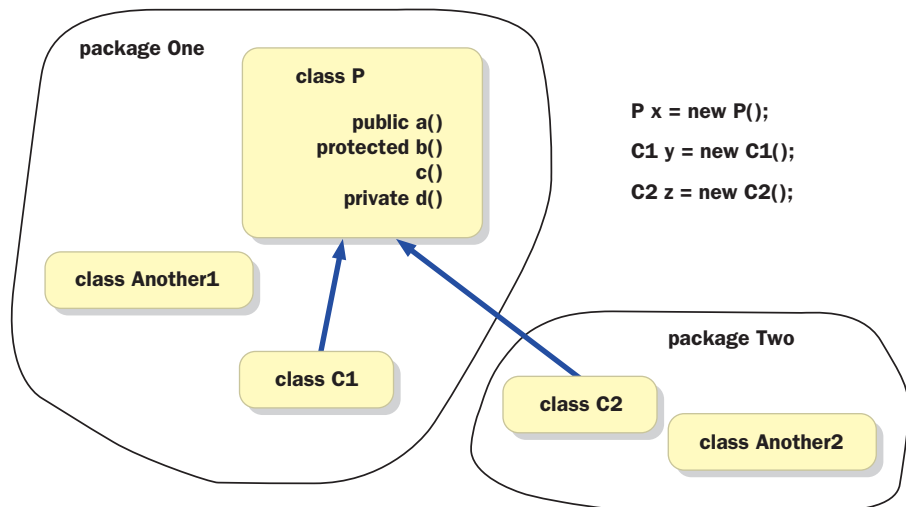 package One
class P
public a()
protected b()
c()
private d()
P x = new P();
C1 y = new C1();
C2 z = new C2();
class Another1
class C1
package Two
class C2
class Another2